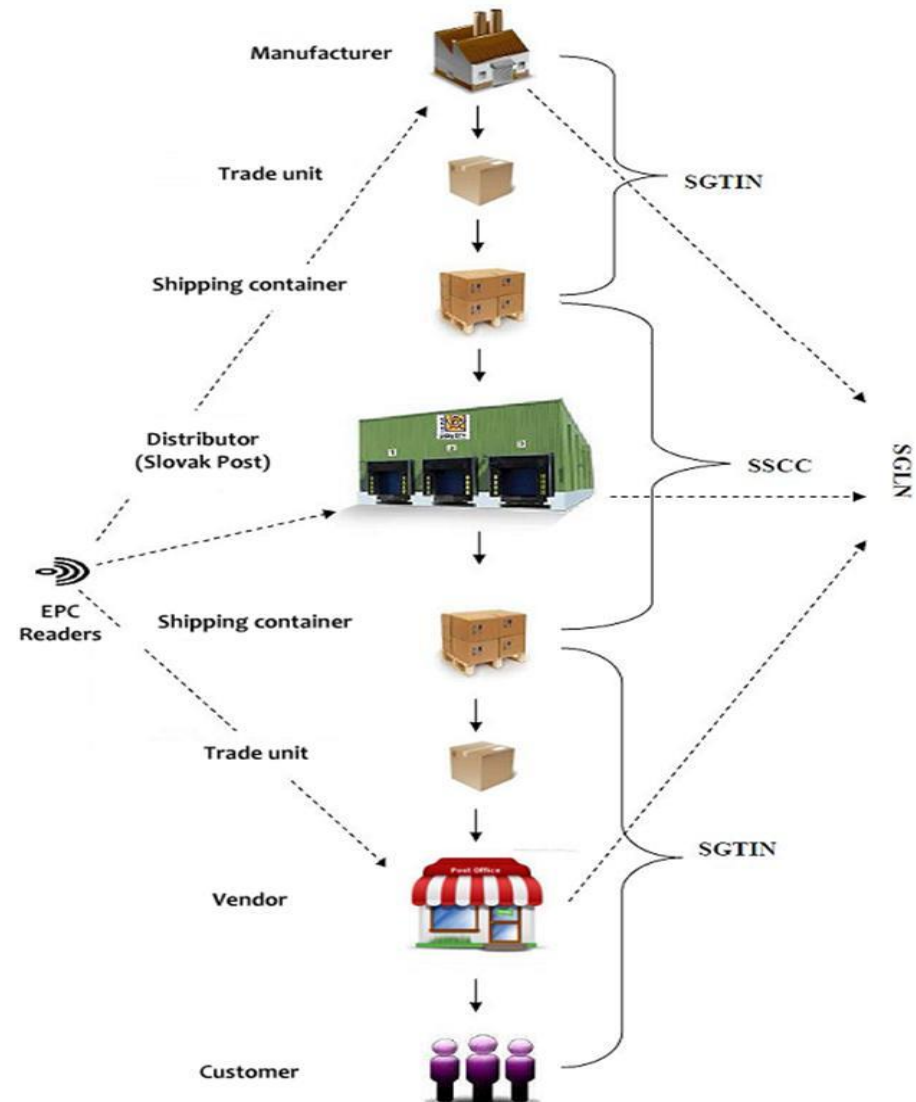 Manufacturer
Trade unit
SGTIN
Shipping container
Distributor
(Slovak Post)
SSCC
SGLN
EPC
Readers
Shipping container
Trade unit
SGTIN
Post Office
Vendor
Customer